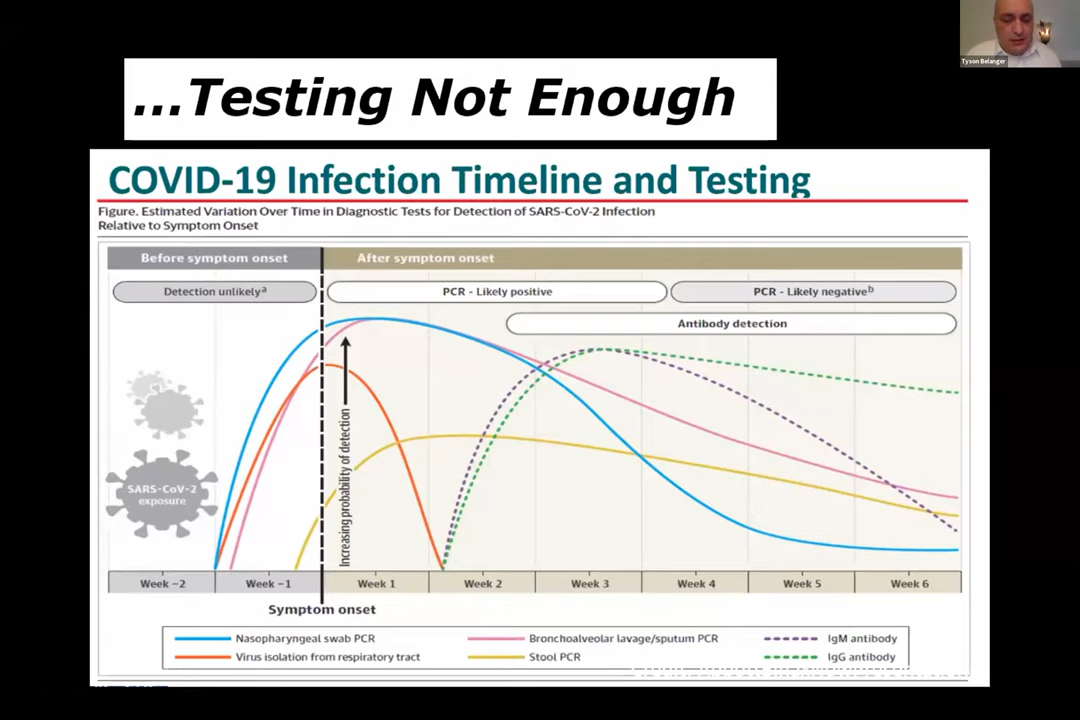 Tyson Belanger
...Testing Not Enough
COVID-19 Infection Timeline and Testing
Figure. Estimated Variation Over Time in Diagnostic Tests for Detection of SARS-CoV-2 Infection
Relative to Symptom Onset
Before symptom onset
After symptom onset
Detection unlikelyᵃ
PCR - Likely positive
PCR - Likely negativeᵇ
Antibody detection
Increasing probability of detection
SARS-CoV-2
exposure
Week −2
Week −1
Week 1
Week 2
Week 3
Week 4
Week 5
Week 6
Symptom onset
Nasopharyngeal swab PCR
Bronchoalveolar lavage/sputum PCR
IgM antibody
Virus isolation from respiratory tract
Stool PCR
IgG antibody